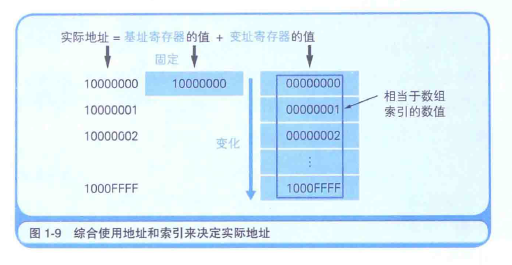 实际地址 = 基址寄存器的值 + 变址寄存器的值
固定
10000000 10000000 00000000
10000001 00000001
10000002 00000002
变化
⋮
1000FFFF 1000FFFF
相当于数组
索引的数值
图 1-9 综合使用地址和索引来决定实际地址